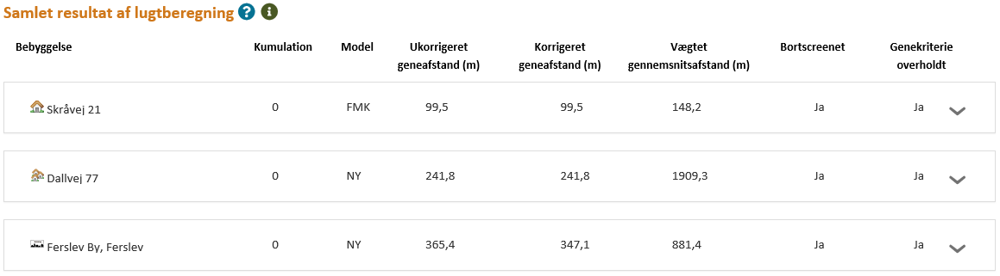 Samlet resultat af lugtberegning ? i
Bebyggelse Kumulation Model Ukorrigeret geneafstand (m) Korrigeret geneafstand (m) Vægtet gennemsnitsafstand (m) Bortscreenet Genekriterie overholdt
Skråvej 21 0 FMK 99,5 99,5 148,2 Ja Ja
Dallvej 77 0 NY 241,8 241,8 1909,3 Ja Ja
Ferslev By, Ferslev 0 NY 365,4 347,1 881,4 Ja Ja